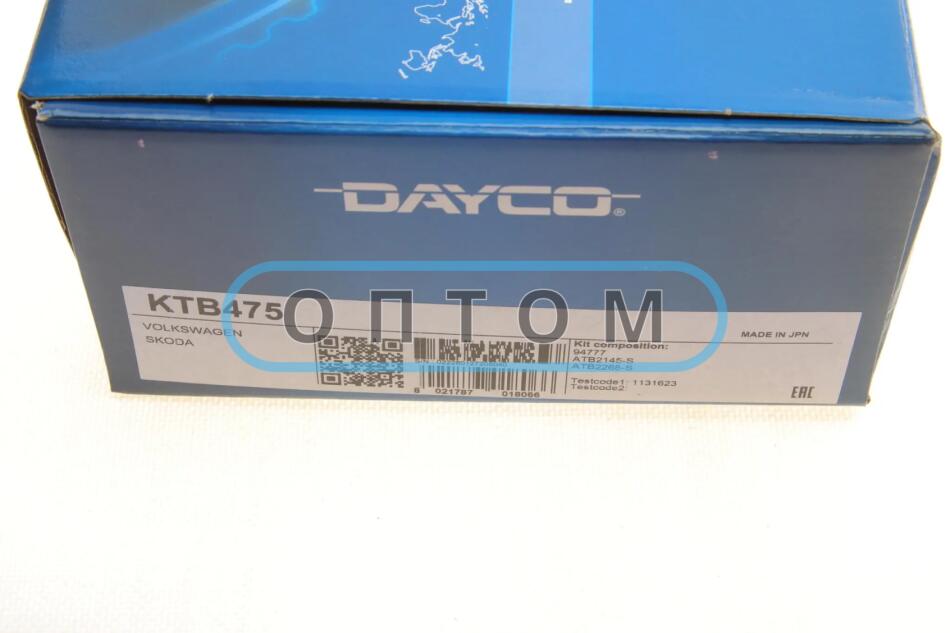 DAYCO®
KTB475
ОПТОМ
VOLKSWAGEN
SKODA
MADE IN JPN
Kit composition:
94777
ATB2145-S
ATB2268-S
Testcode1: 1131623
Testcode2:
8 021787 018066
EAC